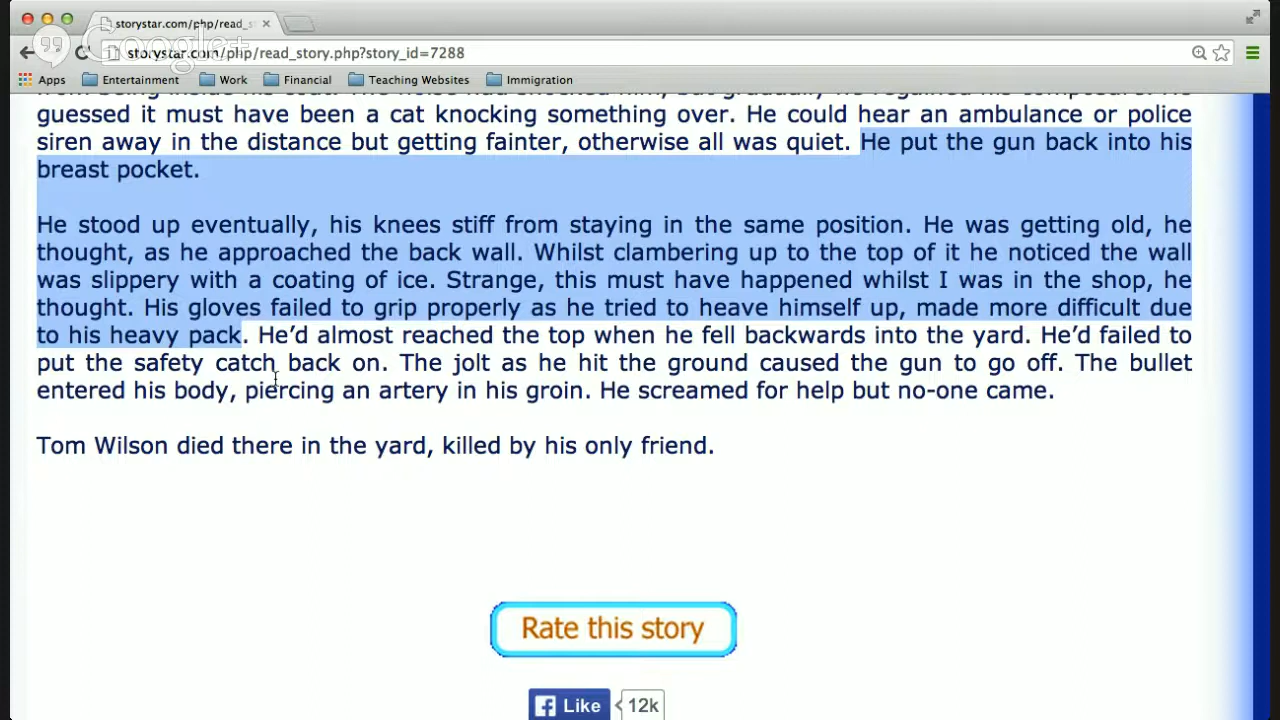 storystar.com/php/read_s
Google+
storystar.com/php/read_story.php?story_id=7288
Apps Entertainment Work Financial Teaching Websites Immigration
guessed it must have been a cat knocking something over. He could hear an ambulance or police
siren away in the distance but getting fainter, otherwise all was quiet. He put the gun back into his
breast pocket.
He stood up eventually, his knees stiff from staying in the same position. He was getting old, he
thought, as he approached the back wall. Whilst clambering up to the top of it he noticed the wall
was slippery with a coating of ice. Strange, this must have happened whilst I was in the shop, he
thought. His gloves failed to grip properly as he tried to heave himself up, made more difficult due
to his heavy pack. He’d almost reached the top when he fell backwards into the yard. He’d failed to
put the safety catch back on. The jolt as he hit the ground caused the gun to go off. The bullet
entered his body, piercing an artery in his groin. He screamed for help but no-one came.
Tom Wilson died there in the yard, killed by his only friend.
Rate this story
Like 12k